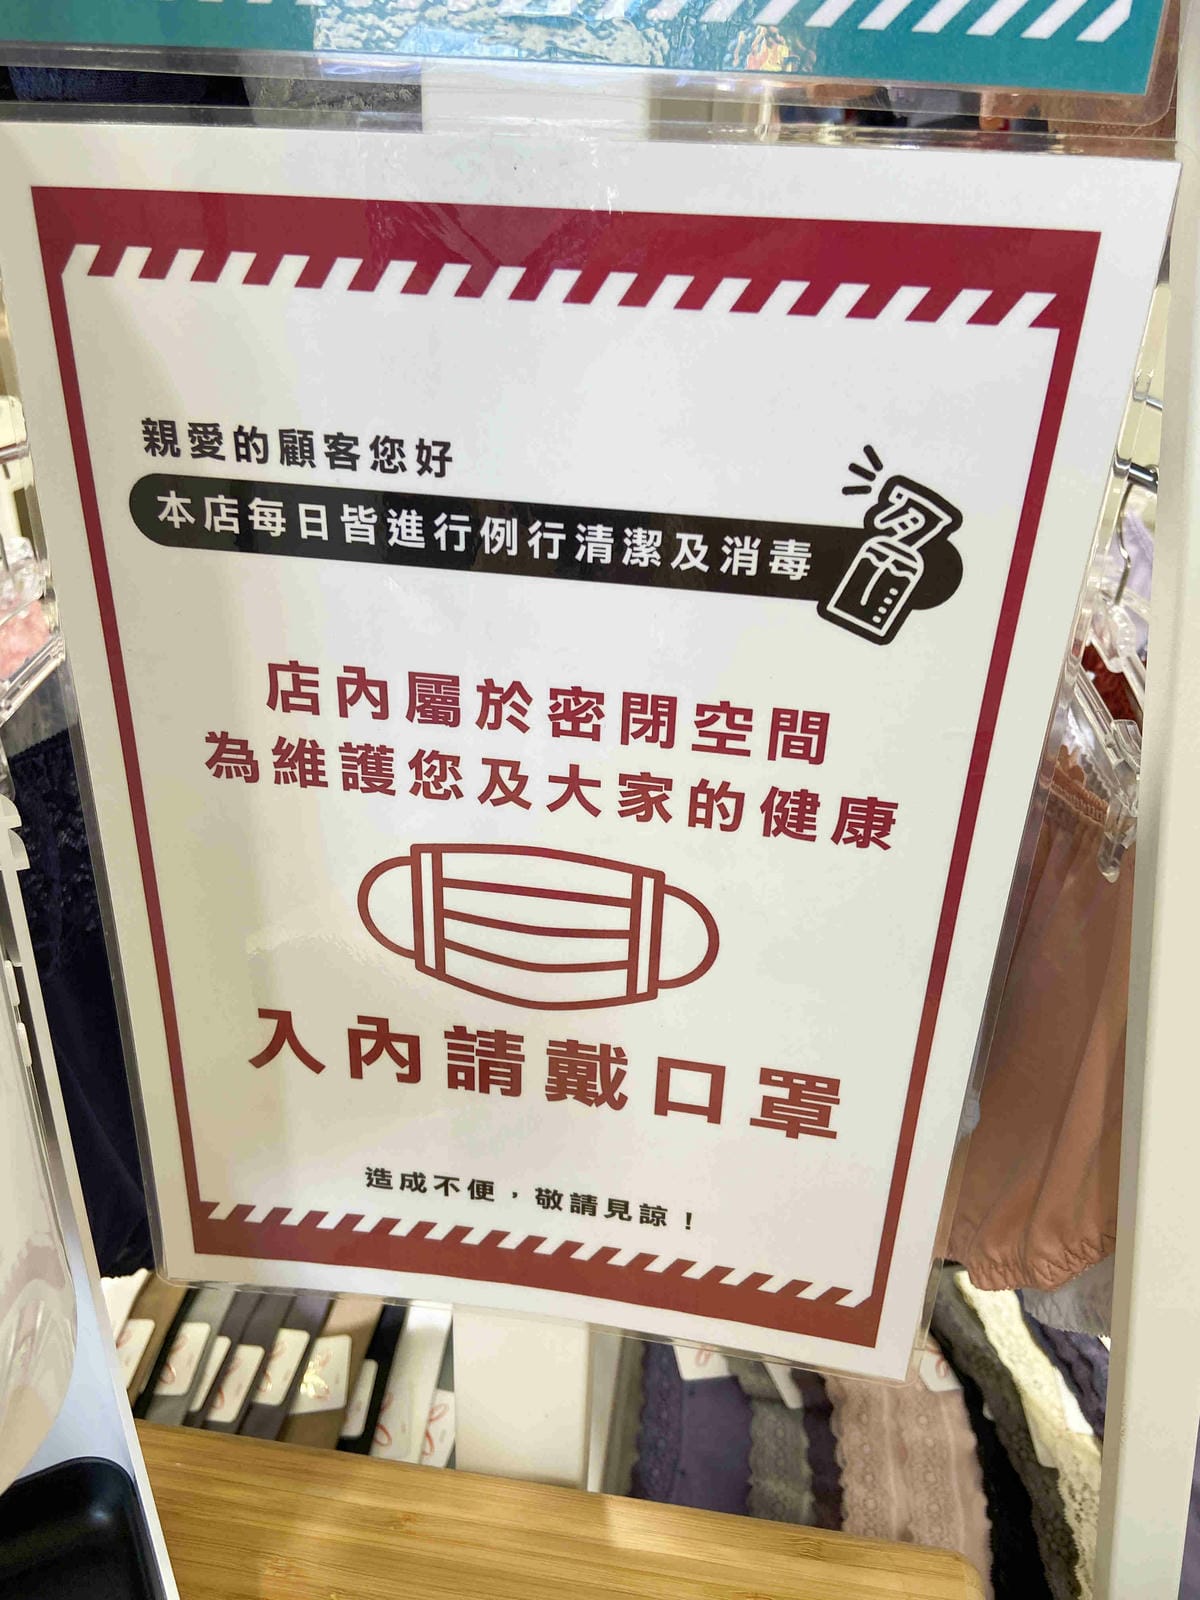 親愛的顧客您好
本店每日皆進行例行清潔及消毒
店內屬於密閉空間
為維護您及大家的健康
入內請戴口罩
造成不便，敬請見諒！